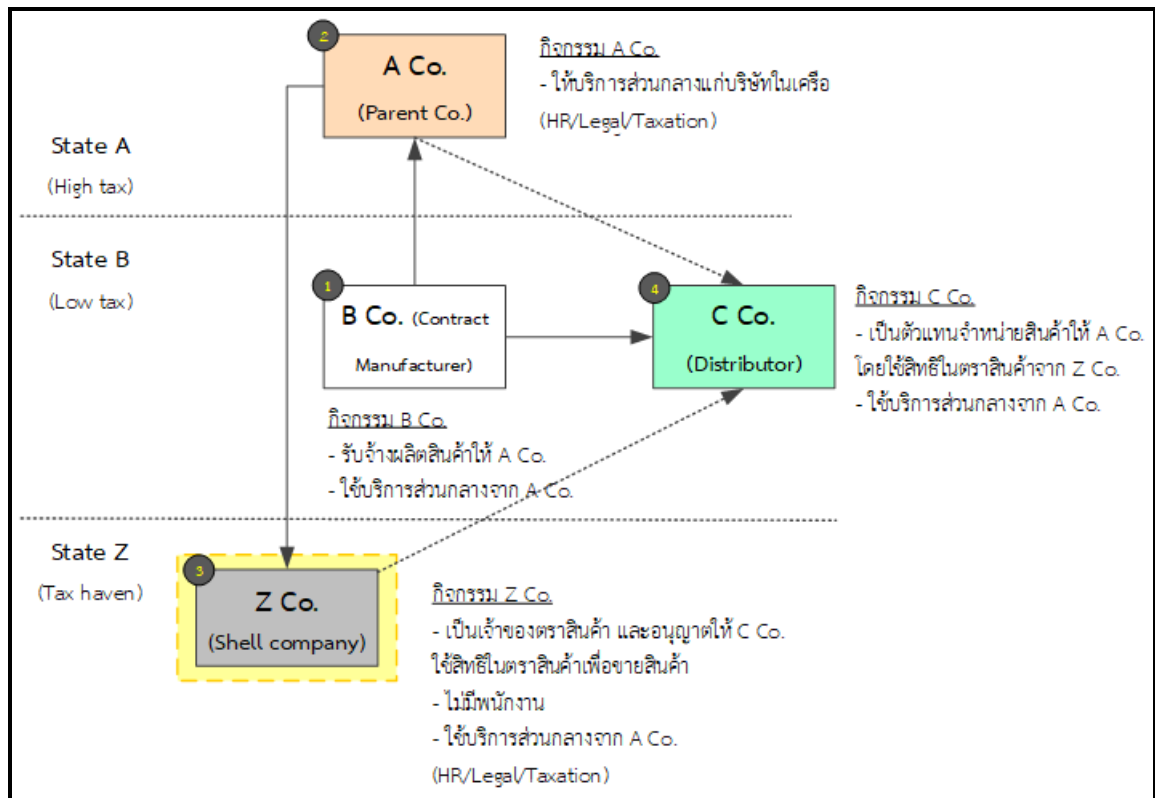 2
A Co.
(Parent Co.)
กิจกรรม A Co.
- ให้บริการส่วนกลางแก่บริษัทในเครือ
(HR/Legal/Taxation)
State A
(High tax)
State B
(Low tax)
1
B Co. (Contract
Manufacturer)
4
C Co.
(Distributor)
กิจกรรม C Co.
- เป็นตัวแทนจำหน่ายสินค้าให้ A Co.
โดยใช้สิทธิในตราสินค้าจาก Z Co.
- ใช้บริการส่วนกลางจาก A Co.
กิจกรรม B Co.
- รับจ้างผลิตสินค้าให้ A Co.
- ใช้บริการส่วนกลางจาก A Co.
State Z
(Tax haven)
3
Z Co.
(Shell company)
กิจกรรม Z Co.
- เป็นเจ้าของตราสินค้า และอนุญาตให้ C Co.
ใช้สิทธิในตราสินค้าเพื่อขายสินค้า
- ไม่มีพนักงาน
- ใช้บริการส่วนกลางจาก A Co.
(HR/Legal/Taxation)